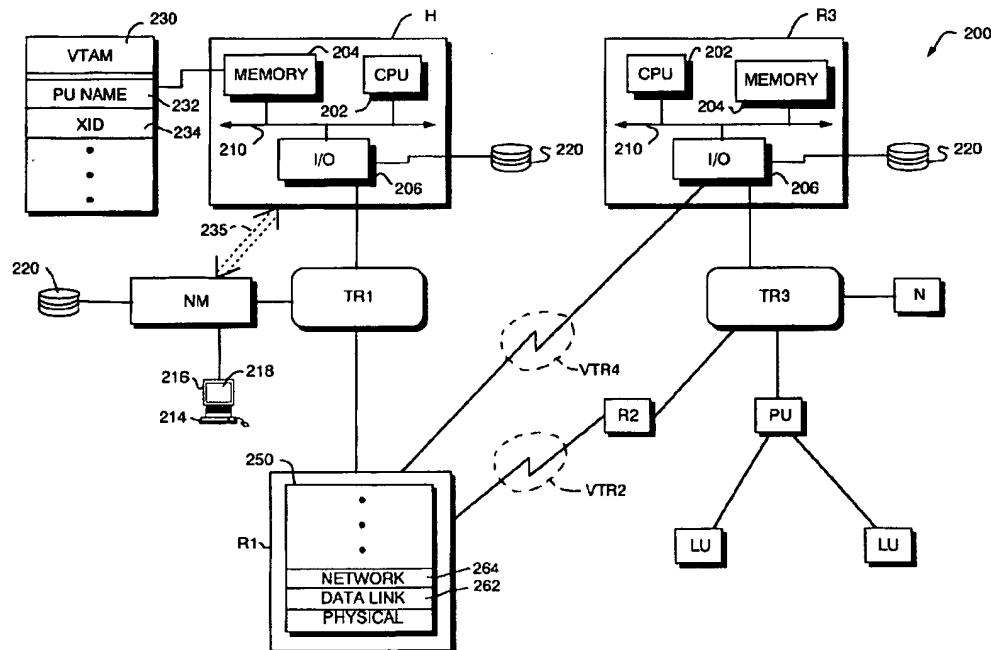 230
H
R3
200
VTAM
204
MEMORY
CPU
202
CPU
202
MEMORY
PU NAME
232
202
204
XID
234
210
210
I/O
220
I/O
220
206
206
235
220
NM
TR1
TR3
N
218
216
214
VTR4
R2
PU
250
VTR2
R1
LU
LU
NETWORK
264
DATA LINK
262
PHYSICAL